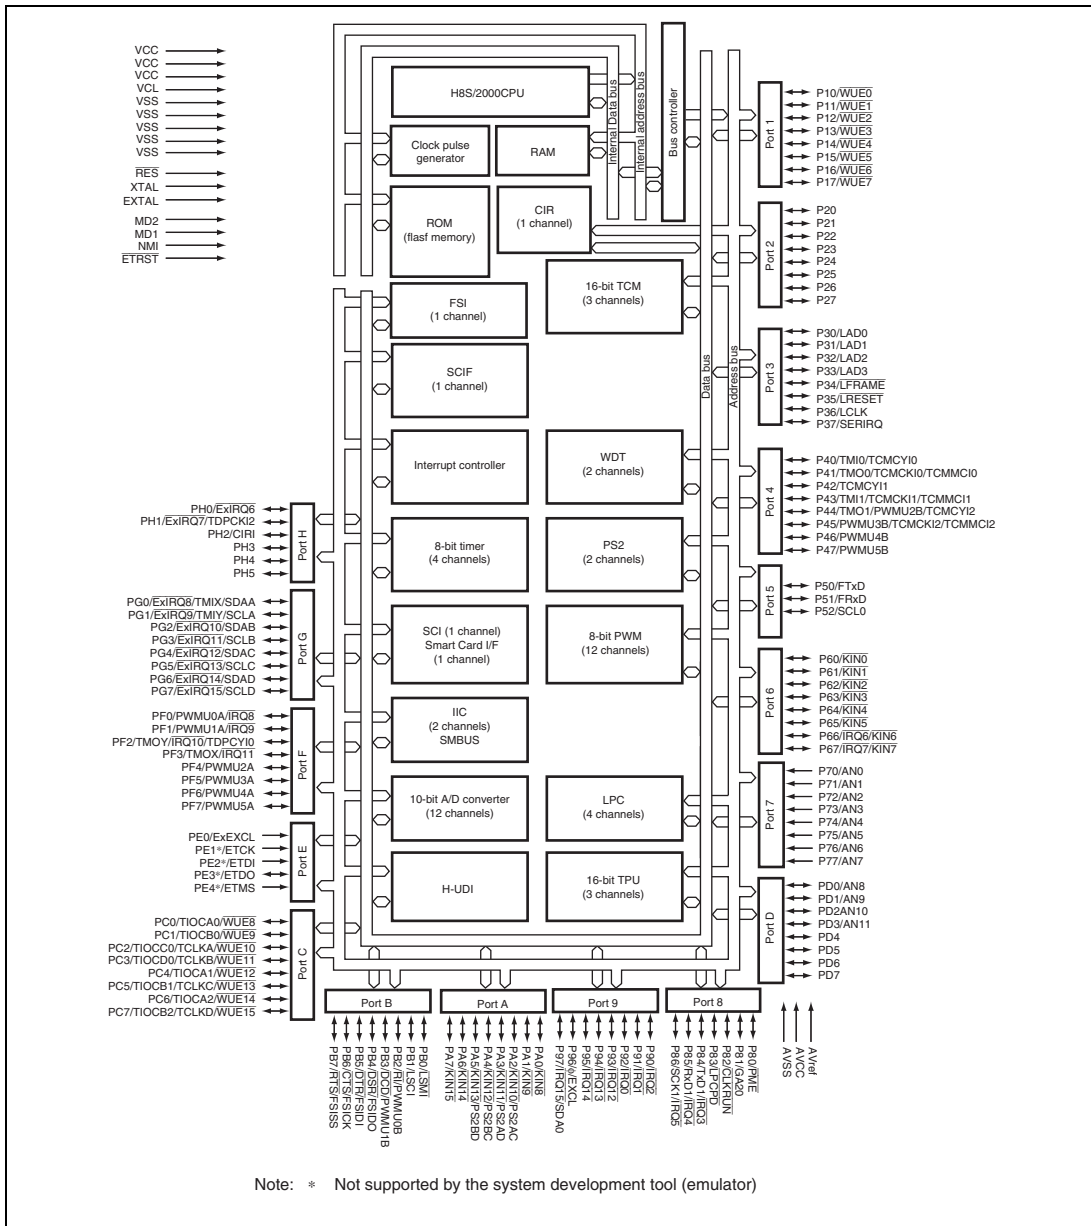 VCC
VCC
VCC
VCL
VSS
VSS
VSS
VSS
VSS
RES
XTAL
EXTAL
MD2
MD1
NMI
ETRST
H8S/2000CPU
Clock pulse
generator
RAM
ROM
(flasf memory)
CIR
(1 channel)
16-bit TCM
(3 channels)
FSI
(1 channel)
SCIF
(1 channel)
Interrupt controller
WDT
(2 channels)
8-bit timer
(4 channels)
PS2
(2 channels)
SCI (1 channel)
Smart Card I/F
(1 channel)
8-bit PWM
(12 channels)
IIC
(2 channels)
SMBUS
10-bit A/D converter
(12 channels)
LPC
(4 channels)
H-UDI
16-bit TPU
(3 channels)
Internal Data bus
Internal address bus
Bus controller
Data bus
Address bus
Port 1
P10/WUE0
P11/WUE1
P12/WUE2
P13/WUE3
P14/WUE4
P15/WUE5
P16/WUE6
P17/WUE7
Port 2
P20
P21
P22
P23
P24
P25
P26
P27
Port 3
P30/LAD0
P31/LAD1
P32/LAD2
P33/LAD3
P34/LFRAME
P35/LRESET
P36/LCLK
P37/SERIRQ
Port 4
P40/TMI0/TCMCYI0
P41/TMO0/TCMCKI0/TCMMCI0
P42/TCMCYI1
P43/TMI1/TCMCKI1/TCMMCI1
P44/TMO1/PWMU2B/TCMCYI2
P45/PWMU3B/TCMCKI2/TCMMCI2
P46/PWMU4B
P47/PWMU5B
Port 5
P50/FTxD
P51/FRxD
P52/SCL0
Port 6
P60/KIN0
P61/KIN1
P62/KIN2
P63/KIN3
P64/KIN4
P65/KIN5
P66/IRQ6/KIN6
P67/IRQ7/KIN7
Port 7
P70/AN0
P71/AN1
P72/AN2
P73/AN3
P74/AN4
P75/AN5
P76/AN6
P77/AN7
Port D
PD0/AN8
PD1/AN9
PD2AN10
PD3/AN11
PD4
PD5
PD6
PD7
PH0/ExIRQ6
PH1/ExIRQ7/TDPCKI2
PH2/CIRI
PH3
PH4
PH5
Port H
PG0/ExIRQ8/TMIX/SDAA
PG1/ExIRQ9/TMIY/SCLA
PG2/ExIRQ10/SDAB
PG3/ExIRQ11/SCLB
PG4/ExIRQ12/SDAC
PG5/ExIRQ13/SCLC
PG6/ExIRQ14/SDAD
PG7/ExIRQ15/SCLD
Port G
PF0/PWMU0A/IRQ8
PF1/PWMU1A/IRQ9
PF2/TMOY/IRQ10/TDPCYI0
PF3/TMOX/IRQ11
PF4/PWMU2A
PF5/PWMU3A
PF6/PWMU4A
PF7/PWMU5A
Port F
PE0/ExEXCL
PE1*/ETCK
PE2*/ETDI
PE3*/ETDO
PE4*/ETMS
Port E
PC0/TIOCA0/WUE8
PC1/TIOCB0/WUE9
PC2/TIOCC0/TCLKA/WUE10
PC3/TIOCD0/TCLKB/WUE11
PC4/TIOCA1/WUE12
PC5/TIOCB1/TCLKC/WUE13
PC6/TIOCA2/WUE14
PC7/TIOCB2/TCLKD/WUE15
Port C
Port B
Port A
Port 9
Port 8
PB7/RTS/FSISS
PB6/CTS/FSICK
PB5/DTR/FSIDI
PB4/DSR/FSIDO
PB3/DCD/PWMU1B
PB2/RI/PWMU0B
PB1/LSCI
PB0/LSMI
PA7/KIN15
PA6/KIN14
PA5/KIN13/PS2BD
PA4/KIN12/PS2BC
PA3/KIN11/PS2AD
PA2/KIN10/PS2AC
PA1/KIN9
PA0/KIN8
P97/IRQ15/SDA0
P96/ø/EXCL
P95/IRQ14
P94/IRQ13
P93/IRQ12
P92/IRQ0
P91/IRQ1
P90/IRQ2
P86/SCK1/IRQ5
P85/RxD1/IRQ4
P84/TxD1/IRQ3
P83/LPCPD
P82/CLKRUN
P81/GA20
P80/PME
AVSS
AVCC
AVref
Note: * Not supported by the system development tool (emulator)